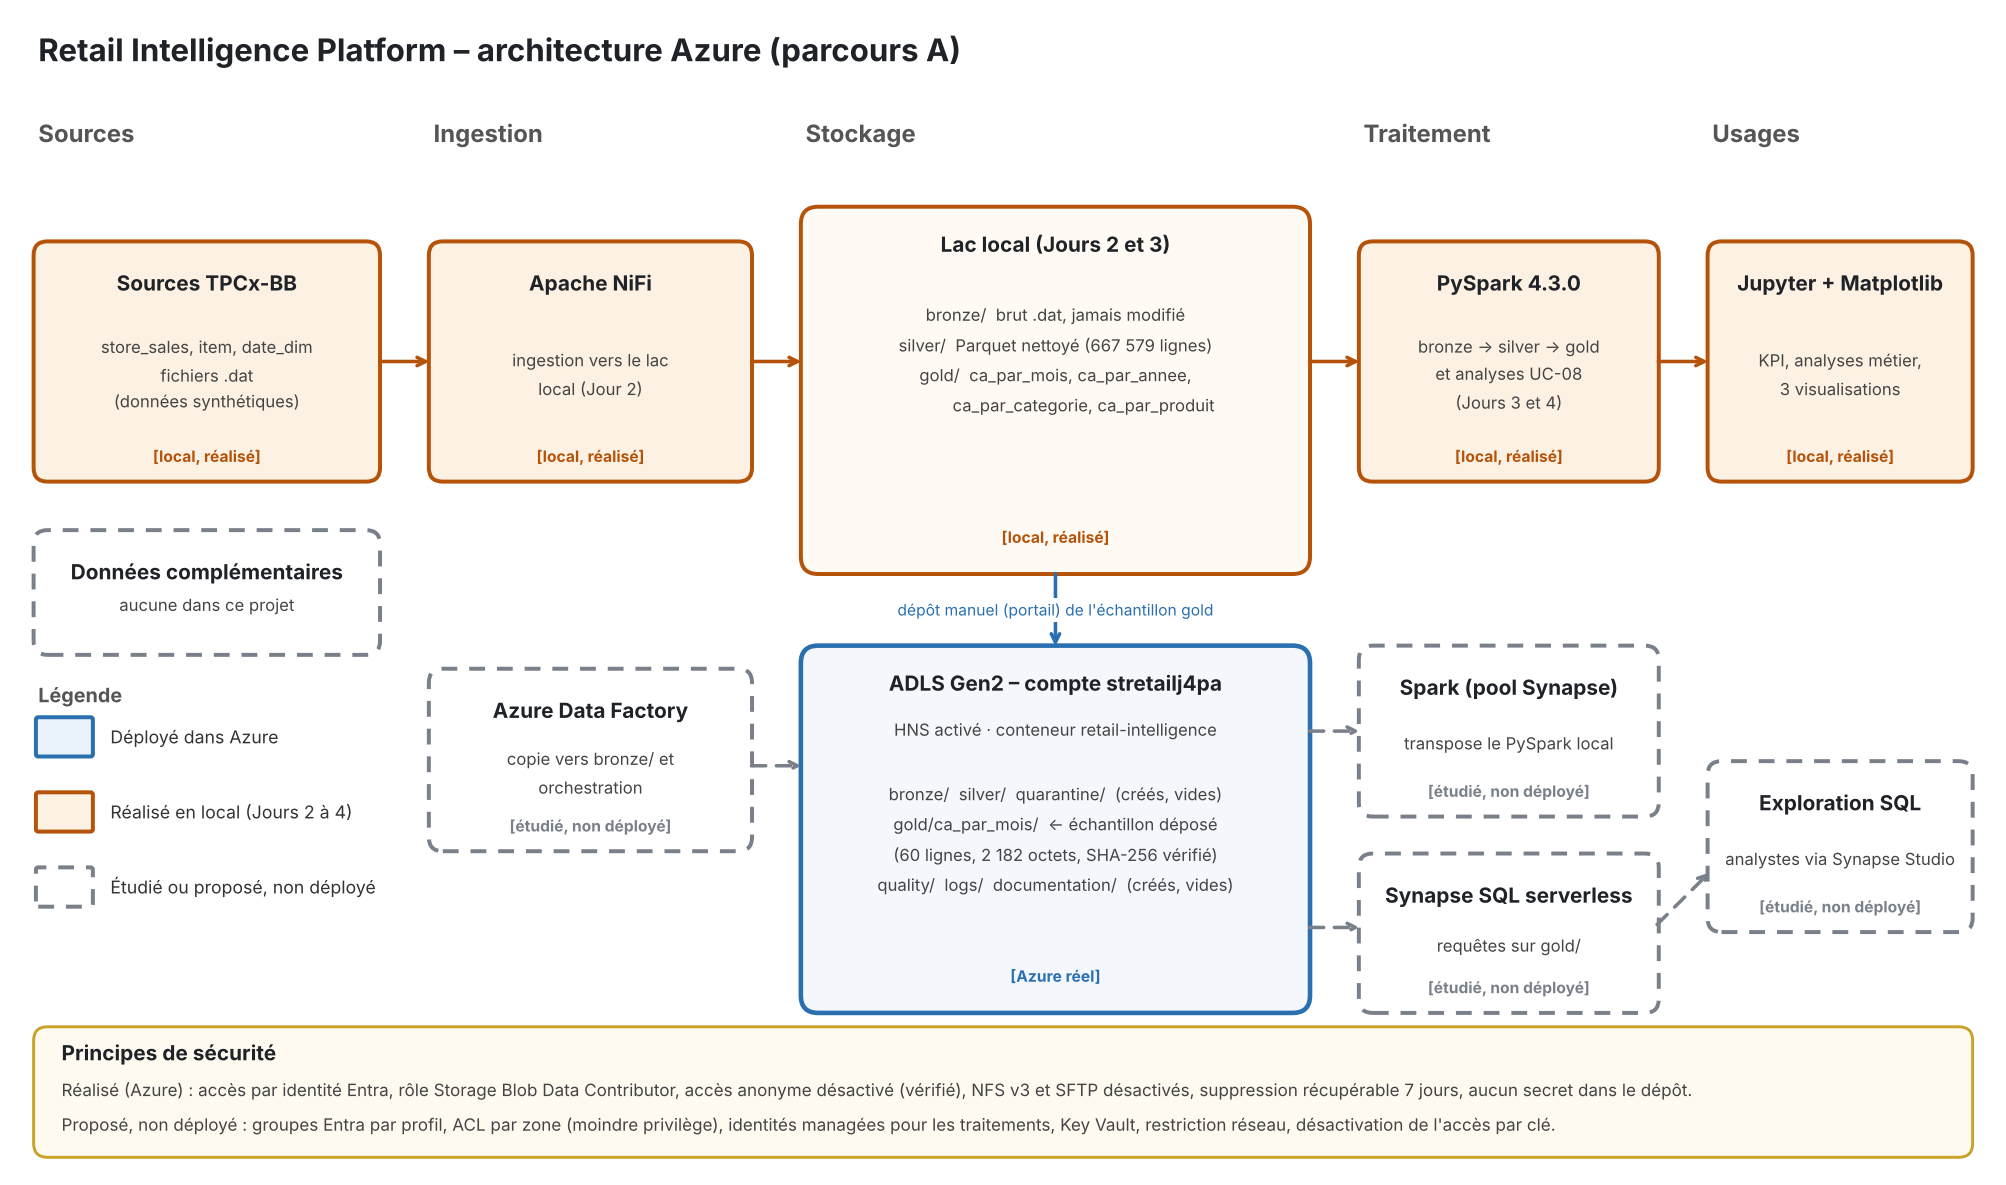 Retail Intelligence Platform – architecture Azure (parcours A)
Sources
Ingestion
Stockage
Traitement
Usages
Sources TPCx-BB
store_sales, item, date_dim
fichiers .dat
(données synthétiques)
[local, réalisé]
Apache NiFi
ingestion vers le lac
local (Jour 2)
[local, réalisé]
Lac local (Jours 2 et 3)
bronze/ brut .dat, jamais modifié
silver/ Parquet nettoyé (667 579 lignes)
gold/ ca_par_mois, ca_par_annee,
ca_par_categorie, ca_par_produit
[local, réalisé]
PySpark 4.3.0
bronze → silver → gold
et analyses UC-08
(Jours 3 et 4)
[local, réalisé]
Jupyter + Matplotlib
KPI, analyses métier,
3 visualisations
[local, réalisé]
Données complémentaires
aucune dans ce projet
dépôt manuel (portail) de l'échantillon gold
Légende
Déployé dans Azure
Réalisé en local (Jours 2 à 4)
Étudié ou proposé, non déployé
Azure Data Factory
copie vers bronze/ et
orchestration
[étudié, non déployé]
ADLS Gen2 – compte stretailj4pa
HNS activé · conteneur retail-intelligence
bronze/ silver/ quarantine/ (créés, vides)
gold/ca_par_mois/ ← échantillon déposé
(60 lignes, 2 182 octets, SHA-256 vérifié)
quality/ logs/ documentation/ (créés, vides)
[Azure réel]
Spark (pool Synapse)
transpose le PySpark local
[étudié, non déployé]
Synapse SQL serverless
requêtes sur gold/
[étudié, non déployé]
Exploration SQL
analystes via Synapse Studio
[étudié, non déployé]
Principes de sécurité
Réalisé (Azure) : accès par identité Entra, rôle Storage Blob Data Contributor, accès anonyme désactivé (vérifié), NFS v3 et SFTP désactivés, suppression récupérable 7 jours, aucun secret dans le dépôt.
Proposé, non déployé : groupes Entra par profil, ACL par zone (moindre privilège), identités managées pour les traitements, Key Vault, restriction réseau, désactivation de l'accès par clé.